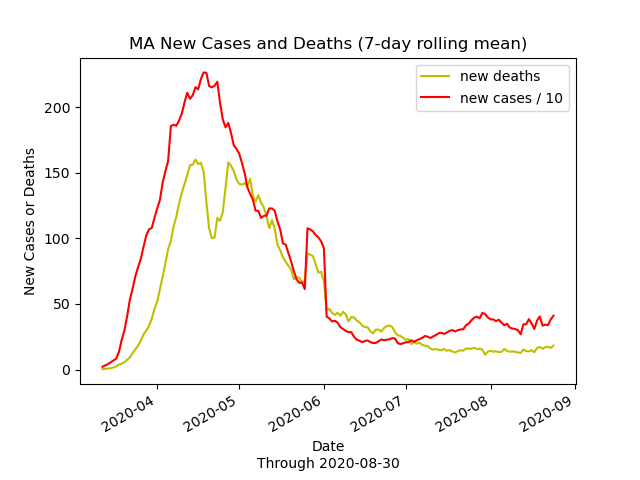 MA New Cases and Deaths (7-day rolling mean)
new deaths
new cases / 10
New Cases or Deaths
200
150
100
50
0
2020-04
2020-05
2020-06
2020-07
2020-08
2020-09
Date
Through 2020-08-30